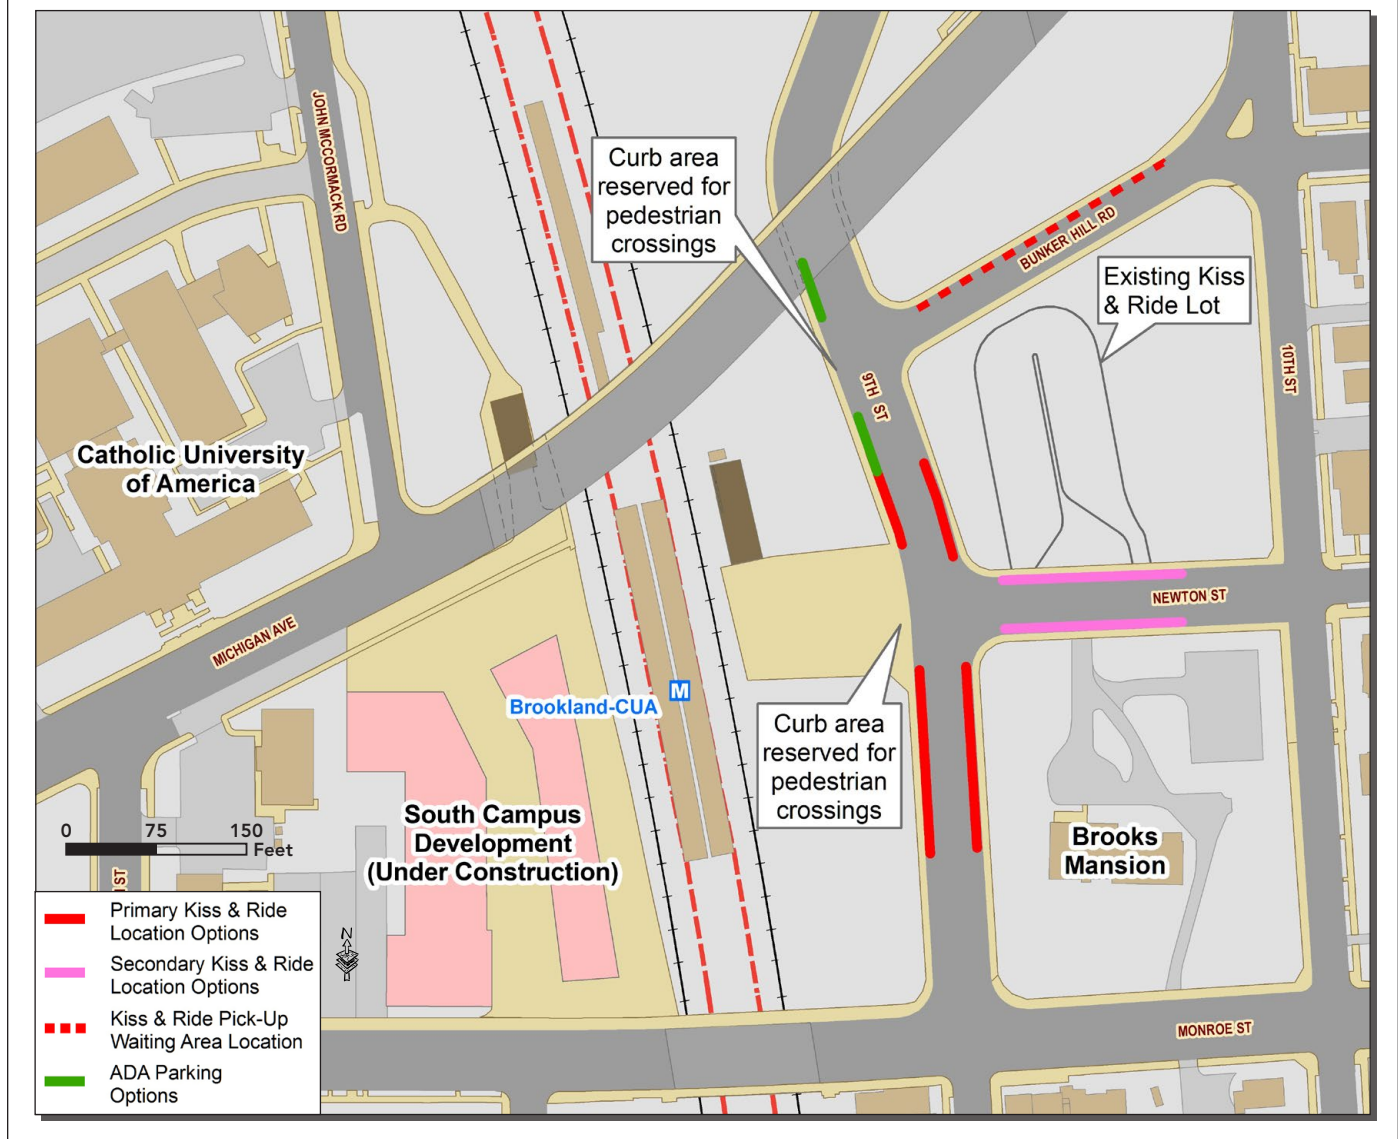 JOHN MCCORMACK RD
Curb area
reserved for
pedestrian
crossings
BUNKER HILL RD
Existing Kiss
& Ride Lot
10TH ST
9TH ST
Catholic University
of America
NEWTON ST
MICHIGAN AVE
M
Brookland-CUA
Curb area
reserved for
pedestrian
crossings
South Campus
Development
(Under Construction)
Brooks
Mansion
0 75 150
Feet
ST
N
MONROE ST
Primary Kiss & Ride
Location Options
Secondary Kiss & Ride
Location Options
Kiss & Ride Pick-Up
Waiting Area Location
ADA Parking
Options